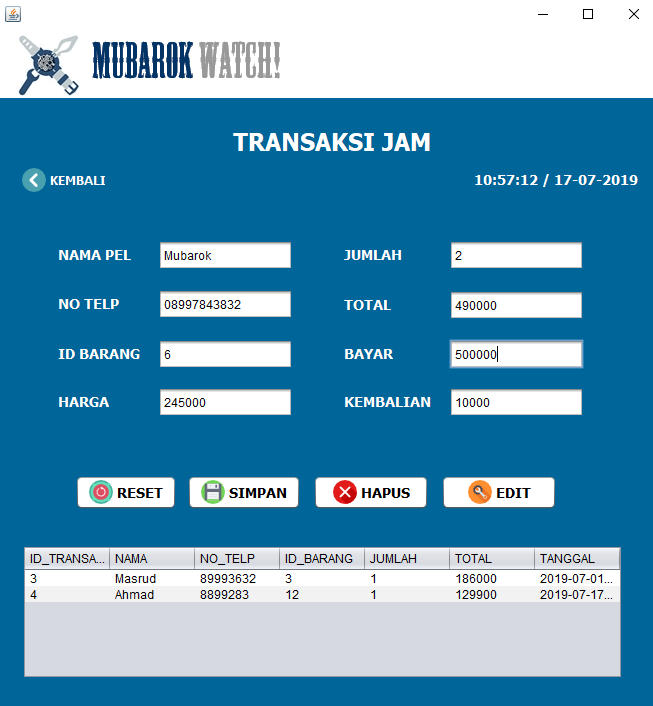 MUBAROK WATCH!
TRANSAKSI JAM
KEMBALI 10:57:12 / 17-07-2019
NAMA PEL Mubarok JUMLAH 2
NO TELP 08997843832 TOTAL 490000
ID BARANG 6 BAYAR 500000
HARGA 245000 KEMBALIAN 10000
RESET SIMPAN HAPUS EDIT
ID_TRANSA... NAMA NO_TELP ID_BARANG JUMLAH TOTAL TANGGAL
3 Masrud 89993632 3 1 186000 2019-07-01...
4 Ahmad 8899283 12 1 129900 2019-07-17...